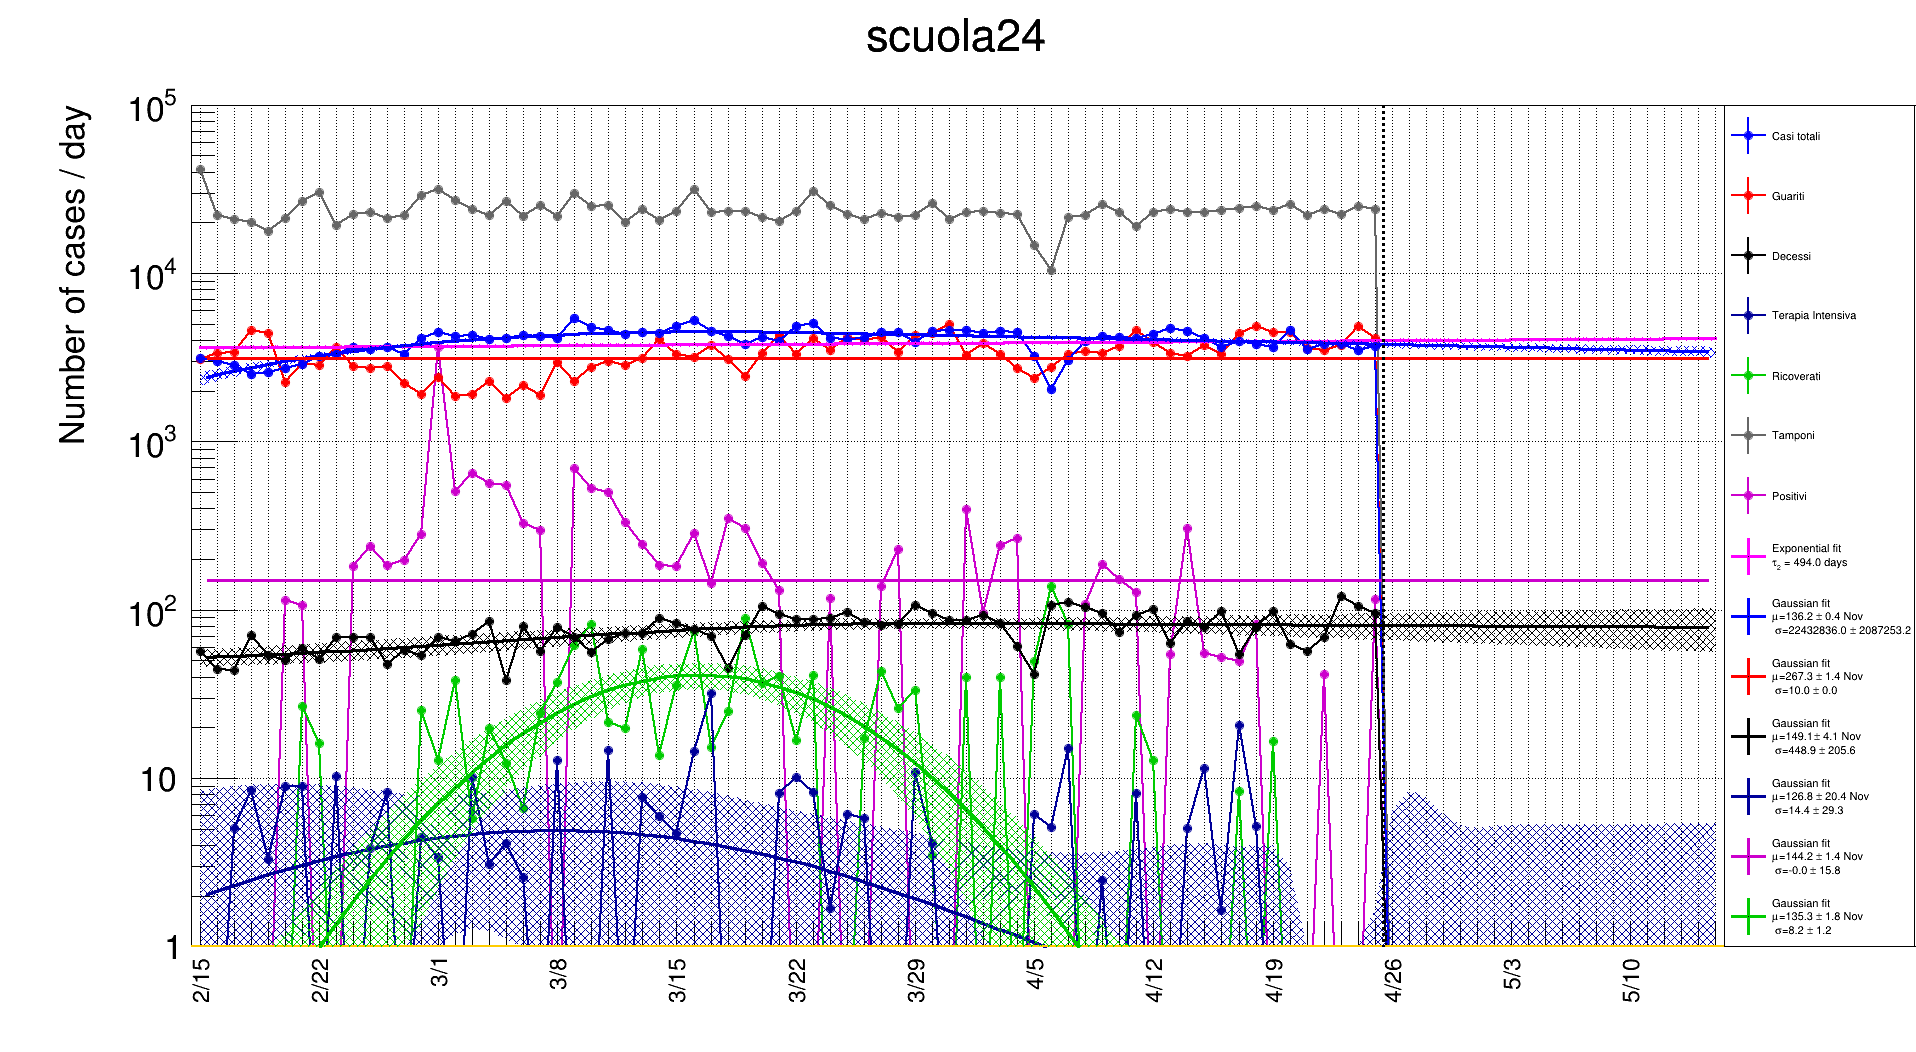 scuola24
Number of cases / day
10^5
10^4
10^3
10^2
10
1
2/15
2/22
3/1
3/8
3/15
3/22
3/29
4/5
4/12
4/19
4/26
5/3
5/10
Casi totali
Guariti
Decessi
Terapia Intensiva
Ricoverati
Tamponi
Positivi
Exponential fit
τ₂ = 494.0 days
Gaussian fit
μ=136.2 ± 0.4 Nov
σ=22432836.0 ± 2087253.2
Gaussian fit
μ=267.3 ± 1.4 Nov
σ=10.0 ± 0.0
Gaussian fit
μ=149.1 ± 4.1 Nov
σ=448.9 ± 205.6
Gaussian fit
μ=126.8 ± 20.4 Nov
σ=14.4 ± 29.3
Gaussian fit
μ=144.2 ± 1.4 Nov
σ=-0.0 ± 15.8
Gaussian fit
μ=135.3 ± 1.8 Nov
σ=8.2 ± 1.2